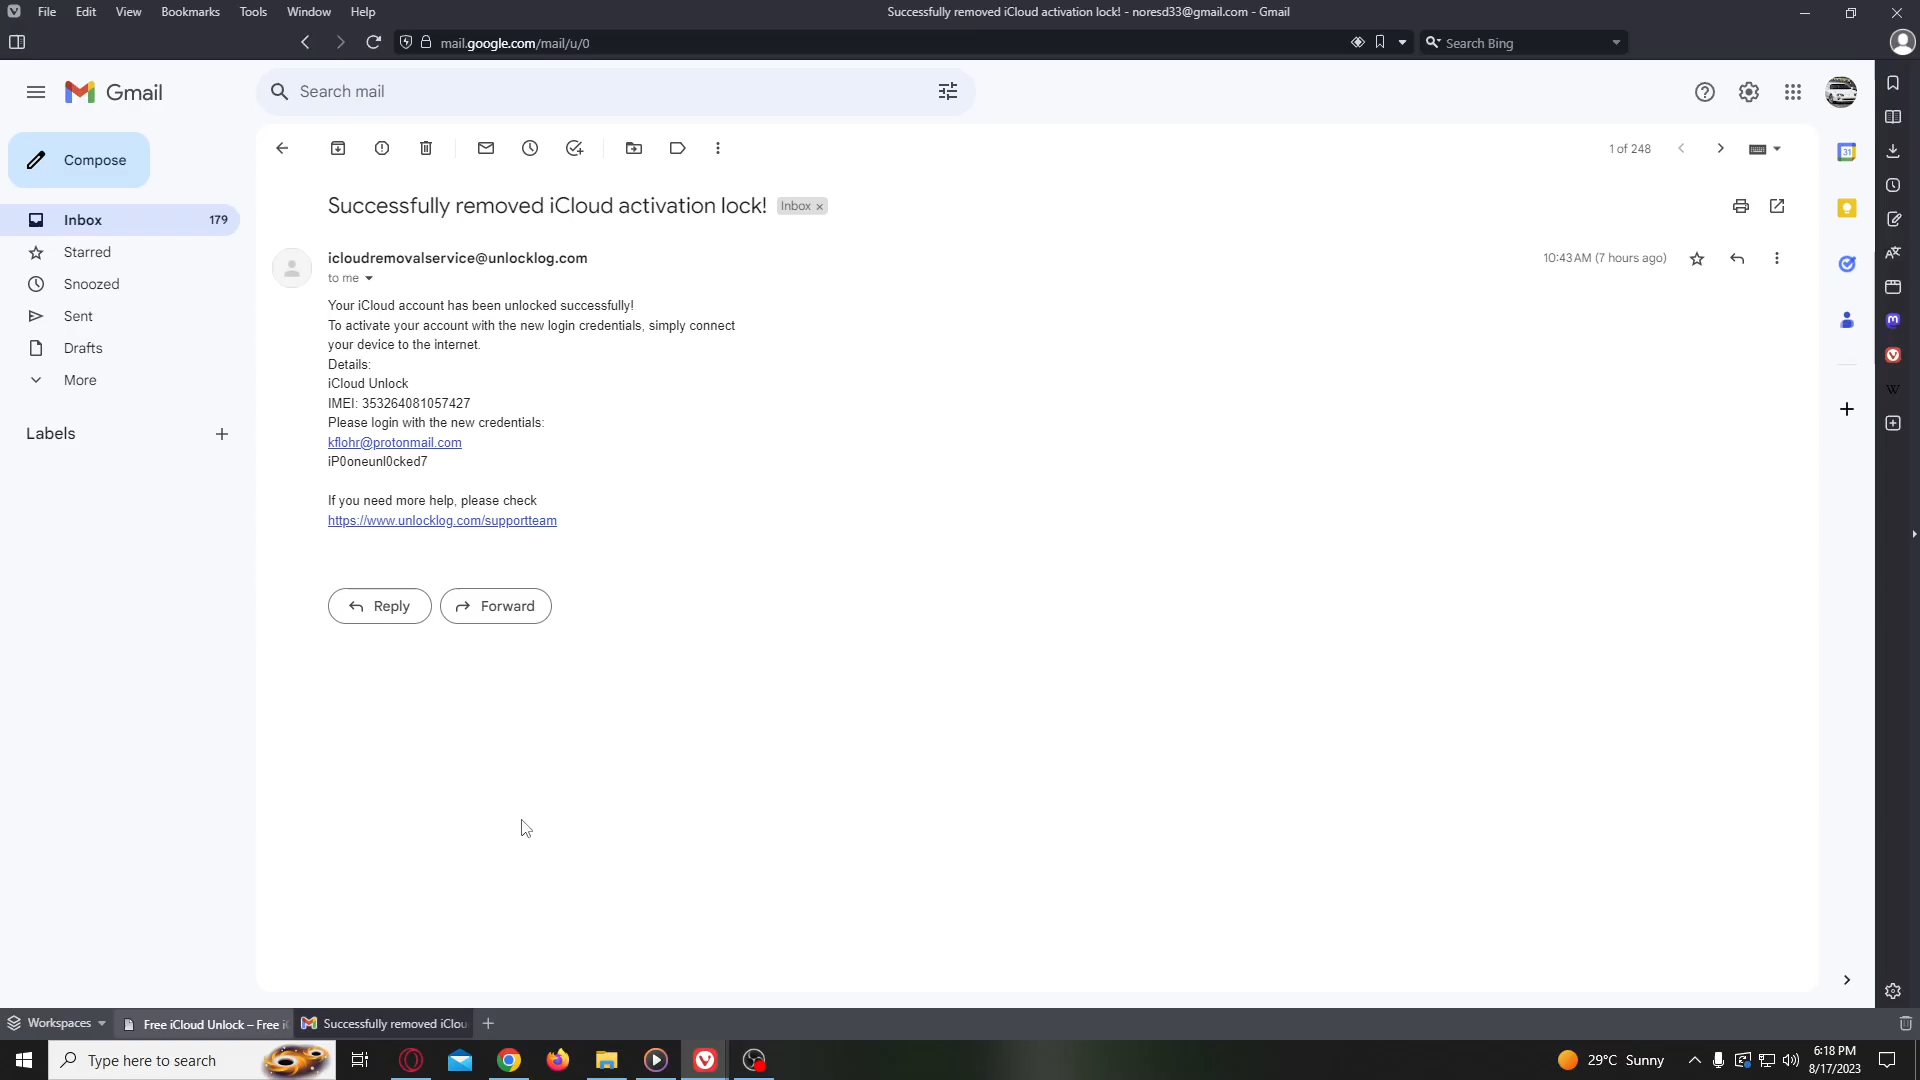 File Edit View Bookmarks Tools Window Help
Successfully removed iCloud activation lock! - noresd33@gmail.com - Gmail
mail.google.com/mail/u/0
Search Bing
Gmail
Search mail
Compose
1 of 248
Inbox 179
Starred
Snoozed
Sent
Drafts
More
Labels
Successfully removed iCloud activation lock! Inbox ×
icloudremovalservice@unlocklog.com
10:43 AM (7 hours ago)
to me
Your iCloud account has been unlocked successfully!
To activate your account with the new login credentials, simply connect
your device to the internet.
Details:
iCloud Unlock
IMEI: 353264081057427
Please login with the new credentials:
kflohr@protonmail.com
iP0oneunl0cked7
If you need more help, please check
https://www.unlocklog.com/supportteam
Reply
Forward
31
Workspaces
Free iCloud Unlock – Free i
Successfully removed iClou
Type here to search
29°C Sunny
6:18 PM
8/17/2023